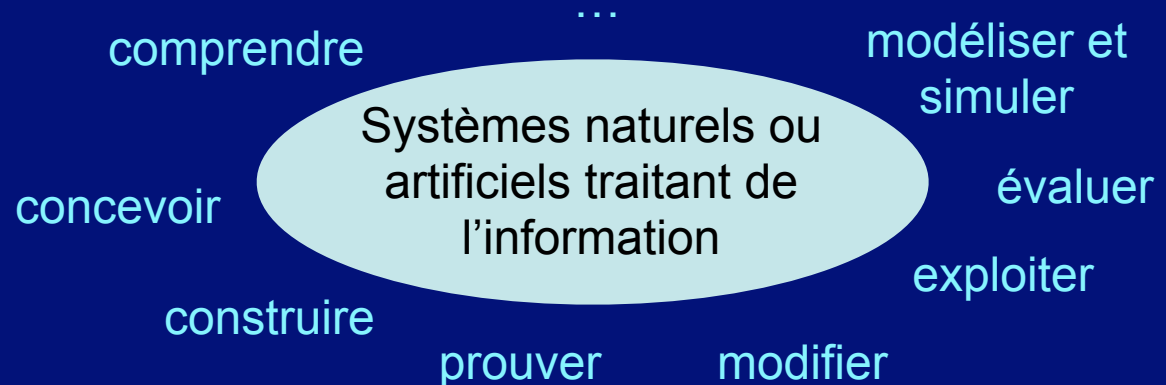 …
comprendre
modéliser et
simuler
Systèmes naturels ou
artificiels traitant de
l’information
concevoir
évaluer
exploiter
construire
prouver
modifier